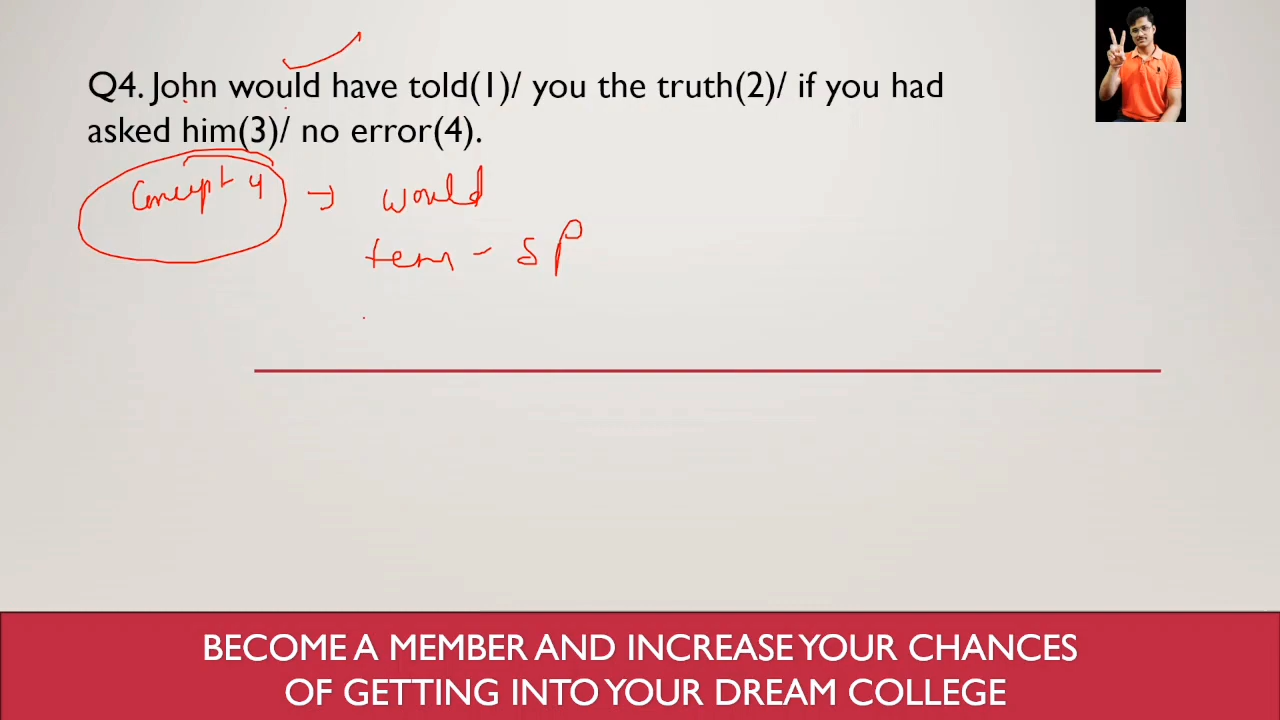 Q4. John would have told(1)/ you the truth(2)/ if you had
asked him(3)/ no error(4).
Concept 4 → would
tem - SP
BECOME A MEMBER AND INCREASE YOUR CHANCES
OF GETTING INTO YOUR DREAM COLLEGE